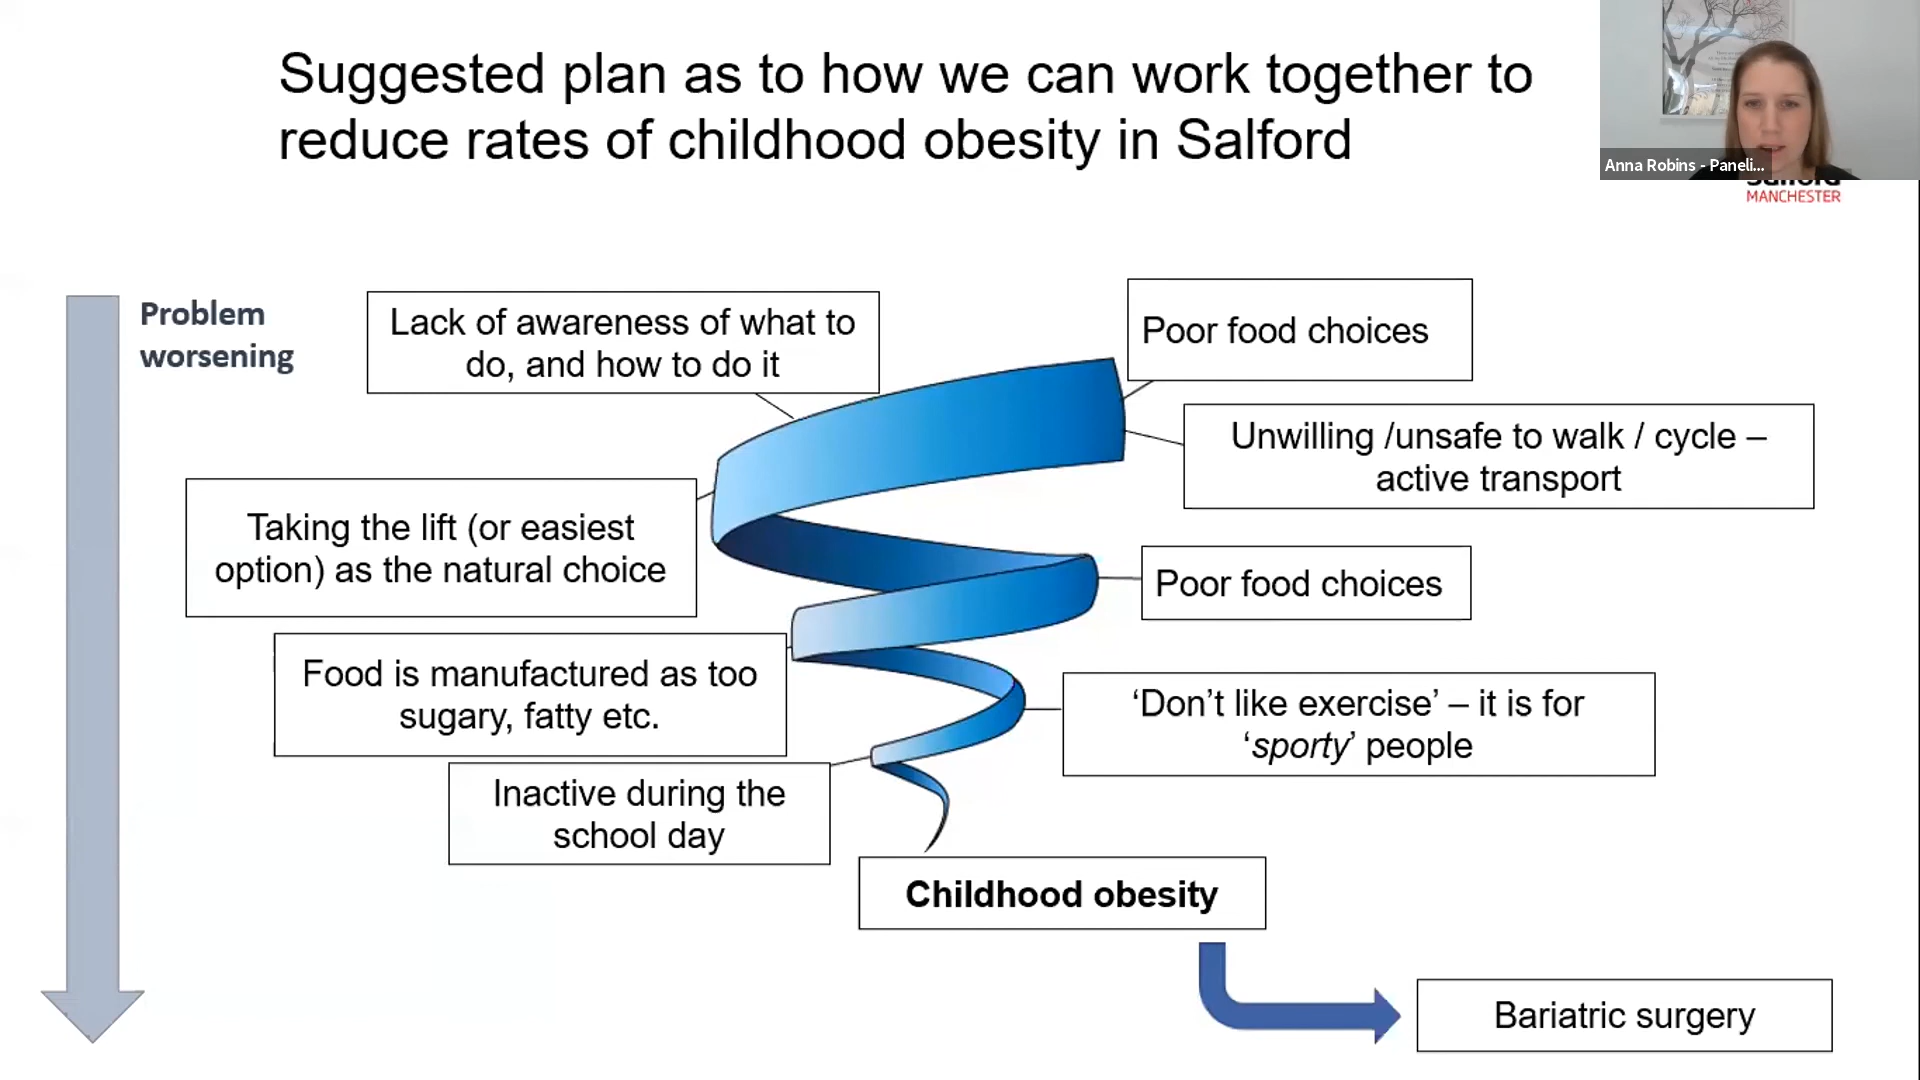 Suggested plan as to how we can work together to
reduce rates of childhood obesity in Salford
Anna Robins - Paneli...
MANCHESTER
Problem
worsening
Lack of awareness of what to
do, and how to do it
Poor food choices
Unwilling /unsafe to walk / cycle –
active transport
Taking the lift (or easiest
option) as the natural choice
Poor food choices
Food is manufactured as too
sugary, fatty etc.
‘Don’t like exercise’ – it is for
‘sporty’ people
Inactive during the
school day
Childhood obesity
Bariatric surgery